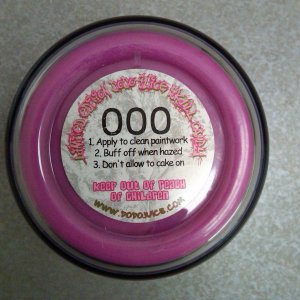 000
1. Apply to clean paintwork
2. Buff off when hazed
3. Don't allow to cake on
keep out of reach
of children
www.dodojuice.com